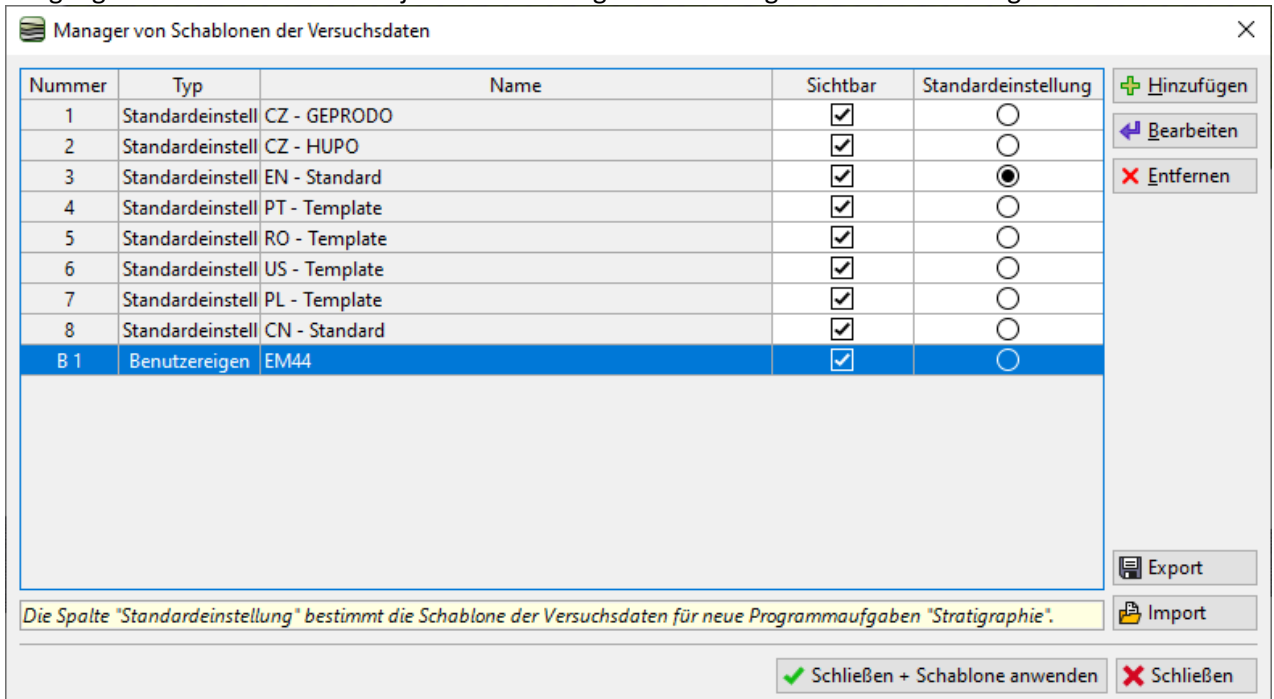 Manager von Schablonen der Versuchsdaten
Nummer Typ Name Sichtbar Standardeinstellung
1 Standardeinstell CZ - GEPRODO
2 Standardeinstell CZ - HUPO
3 Standardeinstell EN - Standard
4 Standardeinstell PT - Template
5 Standardeinstell RO - Template
6 Standardeinstell US - Template
7 Standardeinstell PL - Template
8 Standardeinstell CN - Standard
B 1 Benutzereigen EM44
Hinzufügen
Bearbeiten
Entfernen
Export
Import
Die Spalte "Standardeinstellung" bestimmt die Schablone der Versuchsdaten für neue Programmaufgaben "Stratigraphie".
Schließen + Schablone anwenden
Schließen